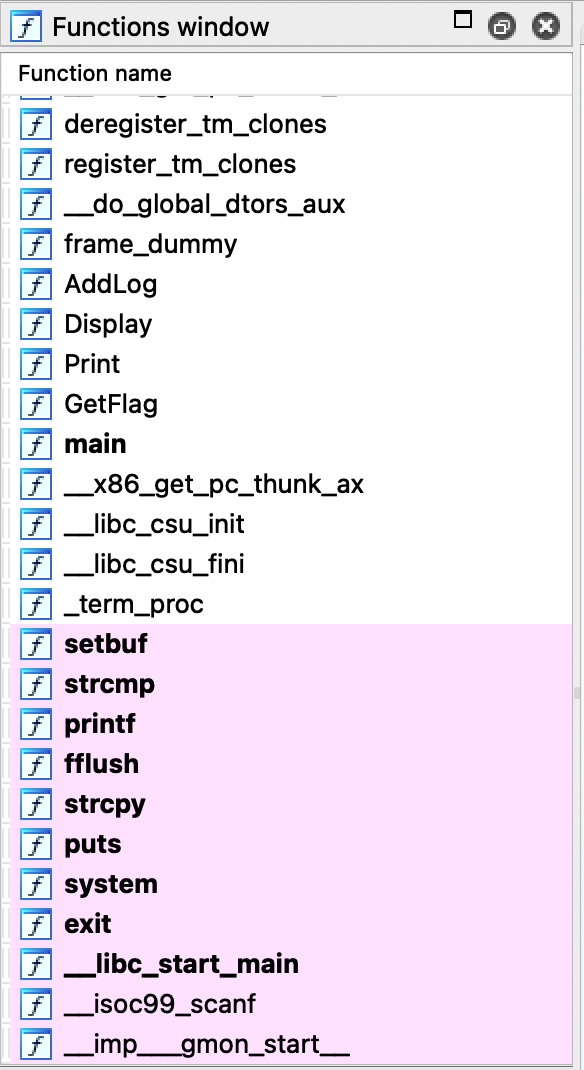 Functions window
Function name
deregister_tm_clones
register_tm_clones
__do_global_dtors_aux
frame_dummy
AddLog
Display
Print
GetFlag
main
__x86_get_pc_thunk_ax
__libc_csu_init
__libc_csu_fini
_term_proc
setbuf
strcmp
printf
fflush
strcpy
puts
system
exit
__libc_start_main
__isoc99_scanf
__imp___gmon_start__